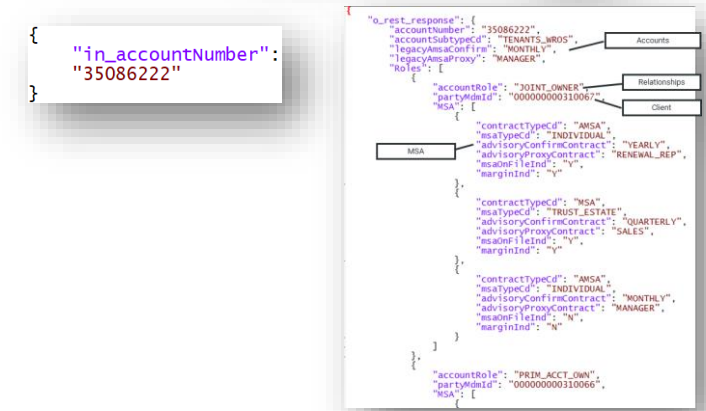 {
"in_accountNumber":
"35086222"
}
{
"o_rest_response": {
"accountNumber": "35086222",
"accountSubtypeCd": "TENANTS_WROS",
"legacyAmsaConfirm": "MONTHLY",
"legacyAmsaProxy": "MANAGER",
"Roles": [
{
"accountRole": "JOINT_OWNER",
"partyMdmId": "000000000310067",
"MSA": [
{
"contractTypeCd": "AMSA",
"msaTypeCd": "INDIVIDUAL",
"advisoryConfirmContract": "YEARLY",
"advisoryProxyContract": "RENEWAL_REP",
"msaOnFileInd": "Y",
"marginInd": "Y"
},
{
"contractTypeCd": "MSA",
"msaTypeCd": "TRUST_ESTATE",
"advisoryConfirmContract": "QUARTERLY",
"advisoryProxyContract": "SALES",
"msaOnFileInd": "Y",
"marginInd": "Y"
},
{
"contractTypeCd": "AMSA",
"msaTypeCd": "INDIVIDUAL",
"advisoryConfirmContract": "MONTHLY",
"advisoryProxyContract": "MANAGER",
"msaOnFileInd": "N",
"marginInd": "N"
}
]
},
{
"accountRole": "PRIM_ACCT_OWN",
"partyMdmId": "000000000310066",
"MSA": [
{
Accounts
Relationships
Client
MSA